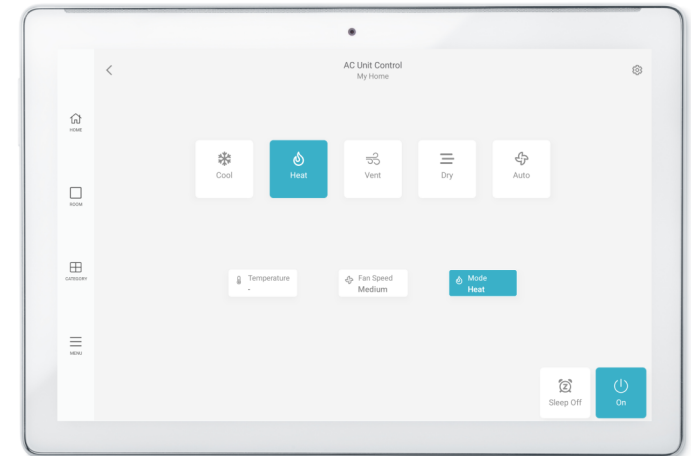 AC Unit Control
My Home
HOME
ROOM
CATEGORY
MENU
Cool
Heat
Vent
Dry
Auto
Temperature
-
Fan Speed
Medium
Mode
Heat
Sleep Off
On